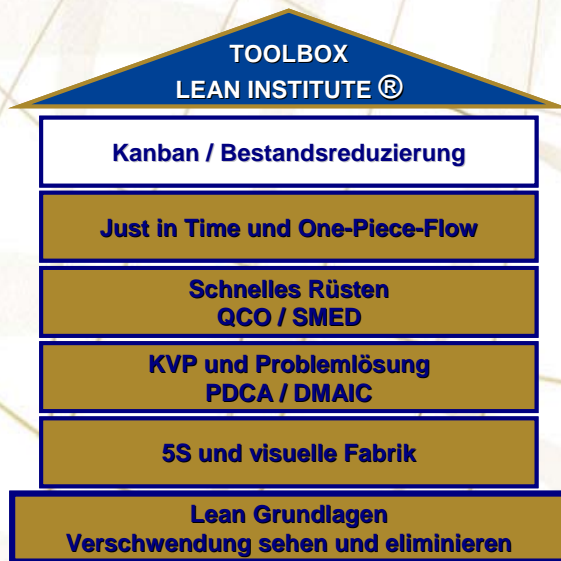 TOOLBOX
LEAN INSTITUTE ®
Kanban / Bestandsreduzierung
Just in Time und One-Piece-Flow
Schnelles Rüsten
QCO / SMED
KVP und Problemlösung
PDCA / DMAIC
5S und visuelle Fabrik
Lean Grundlagen
Verschwendung sehen und eliminieren